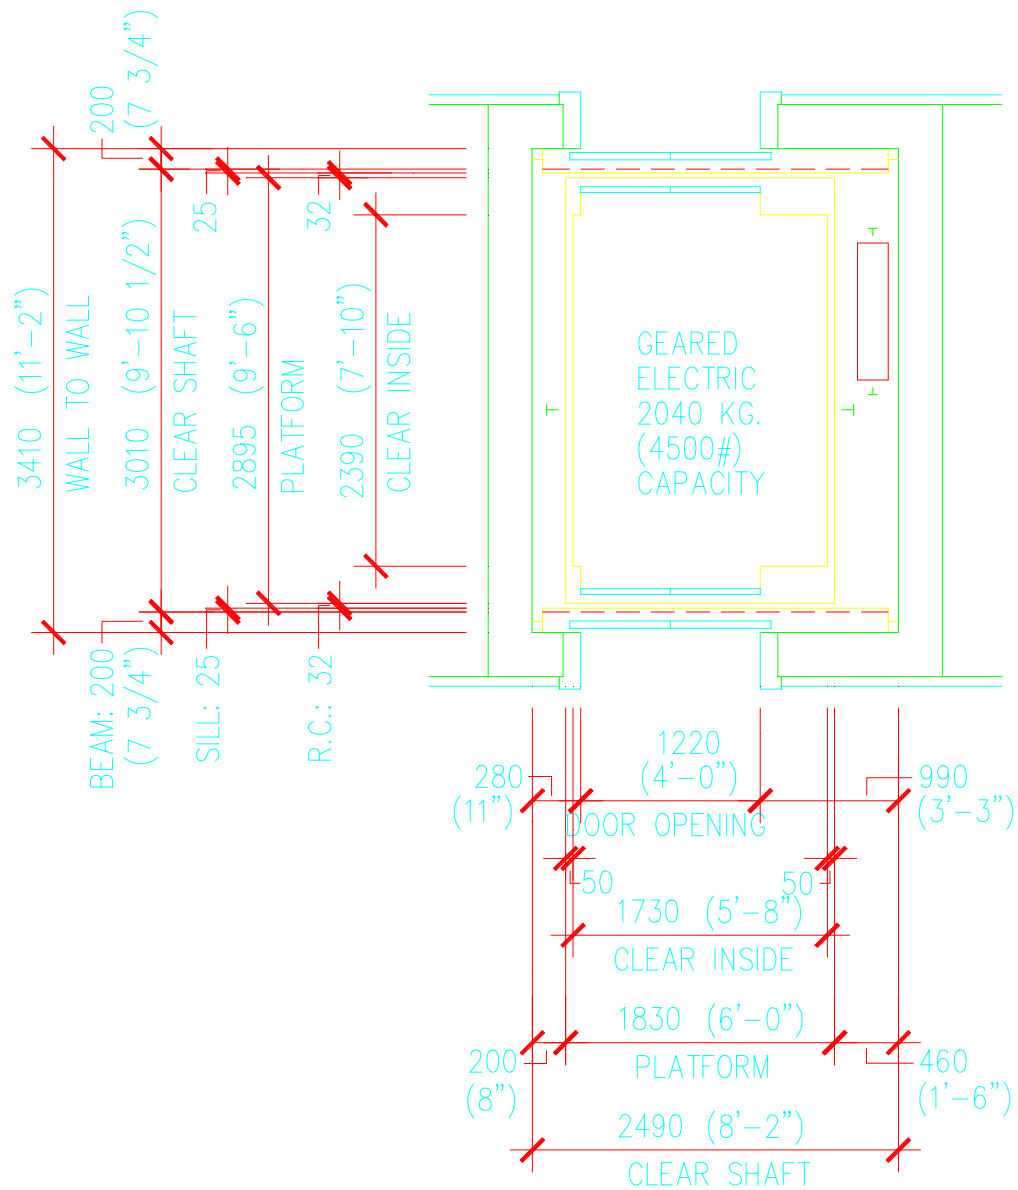 200
(7 3/4")
25
32
3410 (11'-2")
WALL TO WALL
3010 (9'-10 1/2")
CLEAR SHAFT
2895 (9'-6")
PLATFORM
2390 (7'-10")
CLEAR INSIDE
GEARED
ELECTRIC
2040 KG.
(4500#)
CAPACITY
BEAM: 200
(7 3/4")
SILL: 25
R.C.: 32
280
(11")
1220
(4'-0")
DOOR OPENING
990
(3'-3")
50
50
1730 (5'-8")
CLEAR INSIDE
1830 (6'-0")
PLATFORM
200
(8")
460
(1'-6")
2490 (8'-2")
CLEAR SHAFT